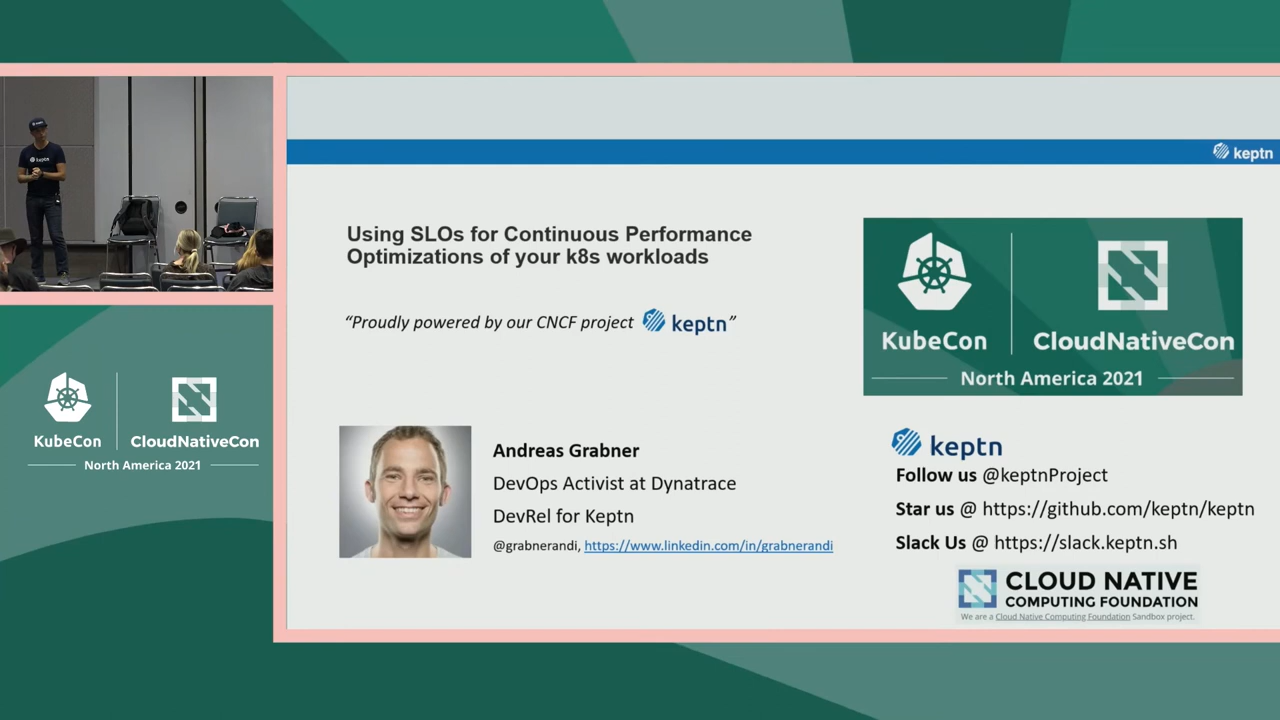 keptn
keptn
Using SLOs for Continuous Performance
Optimizations of your k8s workloads
“Proudly powered by our CNCF project keptn”
KubeCon
CloudNativeCon
North America 2021
Andreas Grabner
DevOps Activist at Dynatrace
DevRel for Keptn
@grabnerandi, https://www.linkedin.com/in/grabnerandi
keptn
Follow us @keptnProject
Star us @ https://github.com/keptn/keptn
Slack Us @ https://slack.keptn.sh
CLOUD NATIVE
COMPUTING FOUNDATION
We are a Cloud Native Computing Foundation Sandbox project.
KubeCon
CloudNativeCon
North America 2021